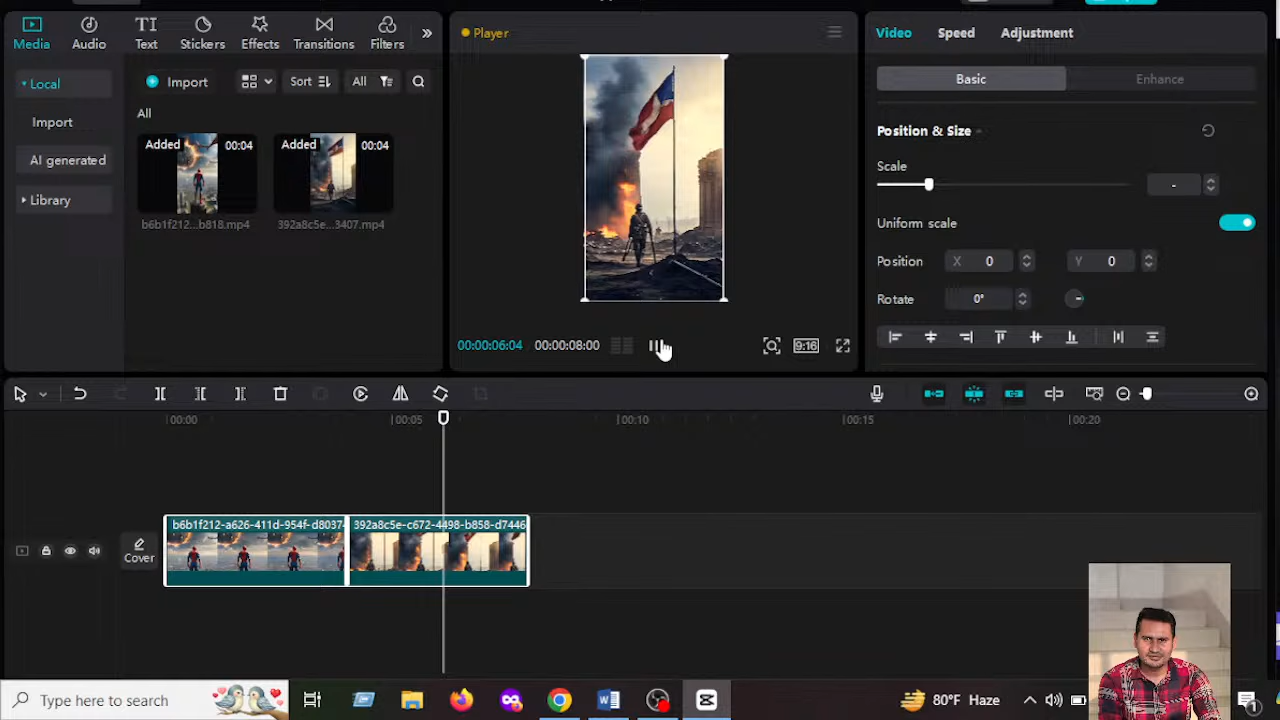 Media
Audio
Text
Stickers
Effects
Transitions
Filters
Player
Video
Speed
Adjustment
Local
Import
Sort
All
Basic
Enhance
Import
All
AI generated
Library
Added 00:04
Added 00:04
b6b1f212...b818.mp4
392a8c5e...3407.mp4
Position & Size
Scale
-
Uniform scale
Position
X 0
Y 0
Rotate
0°
00:00:06:04
00:00:08:00
9:16
00:00
00:05
00:10
00:15
00:20
Cover
b6b1f212-a626-411d-954f-d8037
392a8c5e-c672-4498-b858-d7446
Type here to search
80°F Haze
1